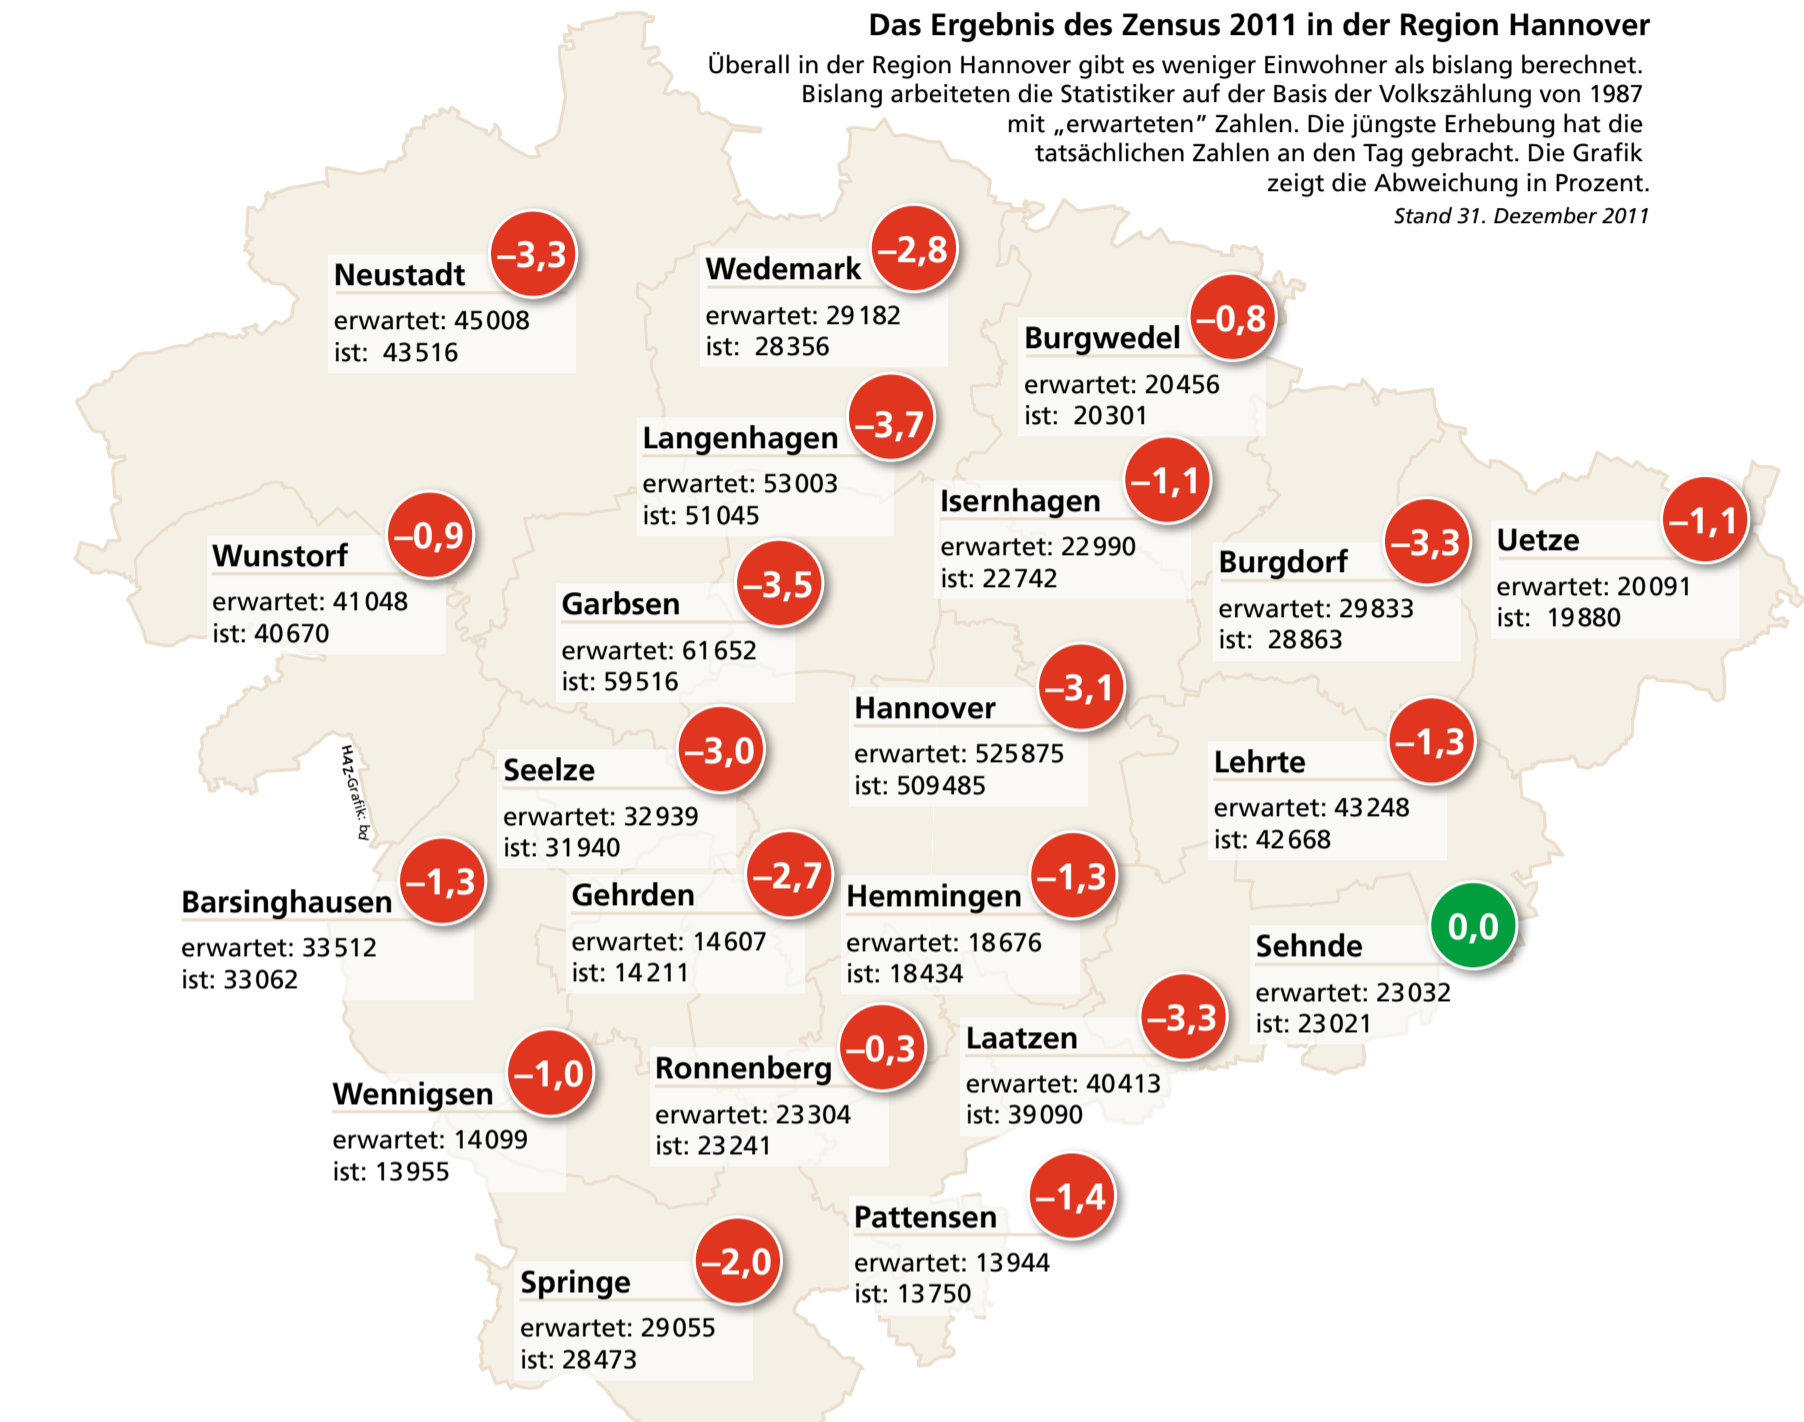 Das Ergebnis des Zensus 2011 in der Region Hannover
Überall in der Region Hannover gibt es weniger Einwohner als bislang berechnet.
Bislang arbeiteten die Statistiker auf der Basis der Volkszählung von 1987
mit „erwarteten“ Zahlen. Die jüngste Erhebung hat die
tatsächlichen Zahlen an den Tag gebracht. Die Grafik
zeigt die Abweichung in Prozent.
Stand 31. Dezember 2011
Neustadt
–3,3
erwartet: 45008
ist: 43516
Wedemark
–2,8
erwartet: 29182
ist: 28356
Burgwedel
–0,8
erwartet: 20456
ist: 20301
Langenhagen
–3,7
erwartet: 53003
ist: 51045
Isernhagen
–1,1
erwartet: 22990
ist: 22742
Wunstorf
–0,9
erwartet: 41048
ist: 40670
Garbsen
–3,5
erwartet: 61652
ist: 59516
Burgdorf
–3,3
erwartet: 29833
ist: 28863
Uetze
–1,1
erwartet: 20091
ist: 19880
Hannover
–3,1
erwartet: 525875
ist: 509485
Seelze
–3,0
erwartet: 32939
ist: 31940
Lehrte
–1,3
erwartet: 43248
ist: 42668
HAZ-Grafik: bd
Barsinghausen
–1,3
erwartet: 33512
ist: 33062
Gehrden
–2,7
erwartet: 14607
ist: 14211
Hemmingen
–1,3
erwartet: 18676
ist: 18434
Sehnde
0,0
erwartet: 23032
ist: 23021
Wennigsen
–1,0
erwartet: 14099
ist: 13955
Ronnenberg
–0,3
erwartet: 23304
ist: 23241
Laatzen
–3,3
erwartet: 40413
ist: 39090
Pattensen
–1,4
erwartet: 13944
ist: 13750
Springe
–2,0
erwartet: 29055
ist: 28473